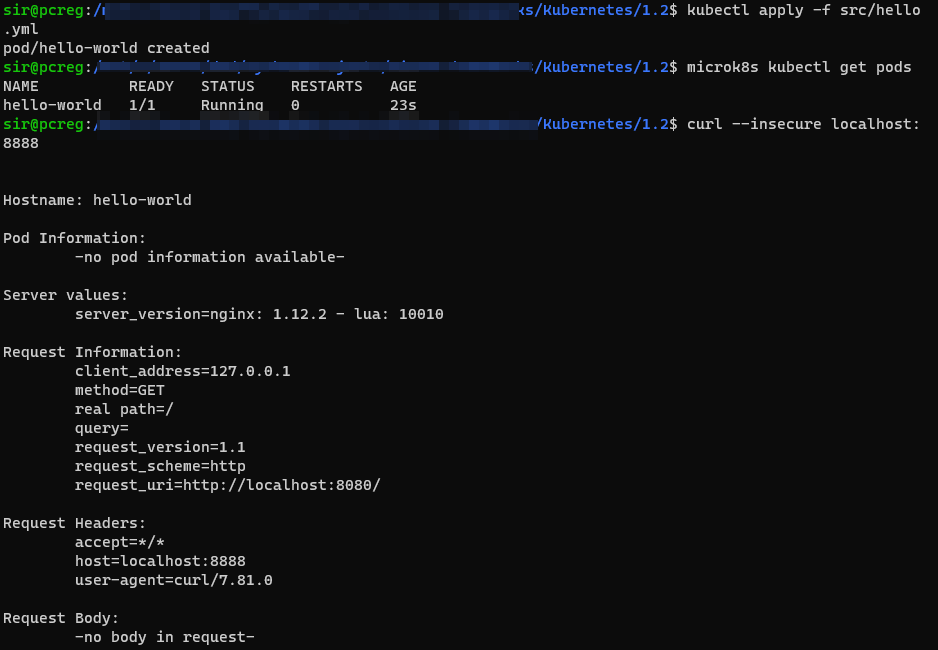 sir@pcreg:/ ks/Kubernetes/1.2$ kubectl apply -f src/hello
.yml
pod/hello-world created
sir@pcreg:/ /Kubernetes/1.2$ microk8s kubectl get pods
NAME READY STATUS RESTARTS AGE
hello-world 1/1 Running 0 23s
sir@pcreg:/ /Kubernetes/1.2$ curl --insecure localhost:
8888
Hostname: hello-world
Pod Information:
-no pod information available-
Server values:
server_version=nginx: 1.12.2 - lua: 10010
Request Information:
client_address=127.0.0.1
method=GET
real path=/
query=
request_version=1.1
request_scheme=http
request_uri=http://localhost:8080/
Request Headers:
accept=*/*
host=localhost:8888
user-agent=curl/7.81.0
Request Body:
-no body in request-